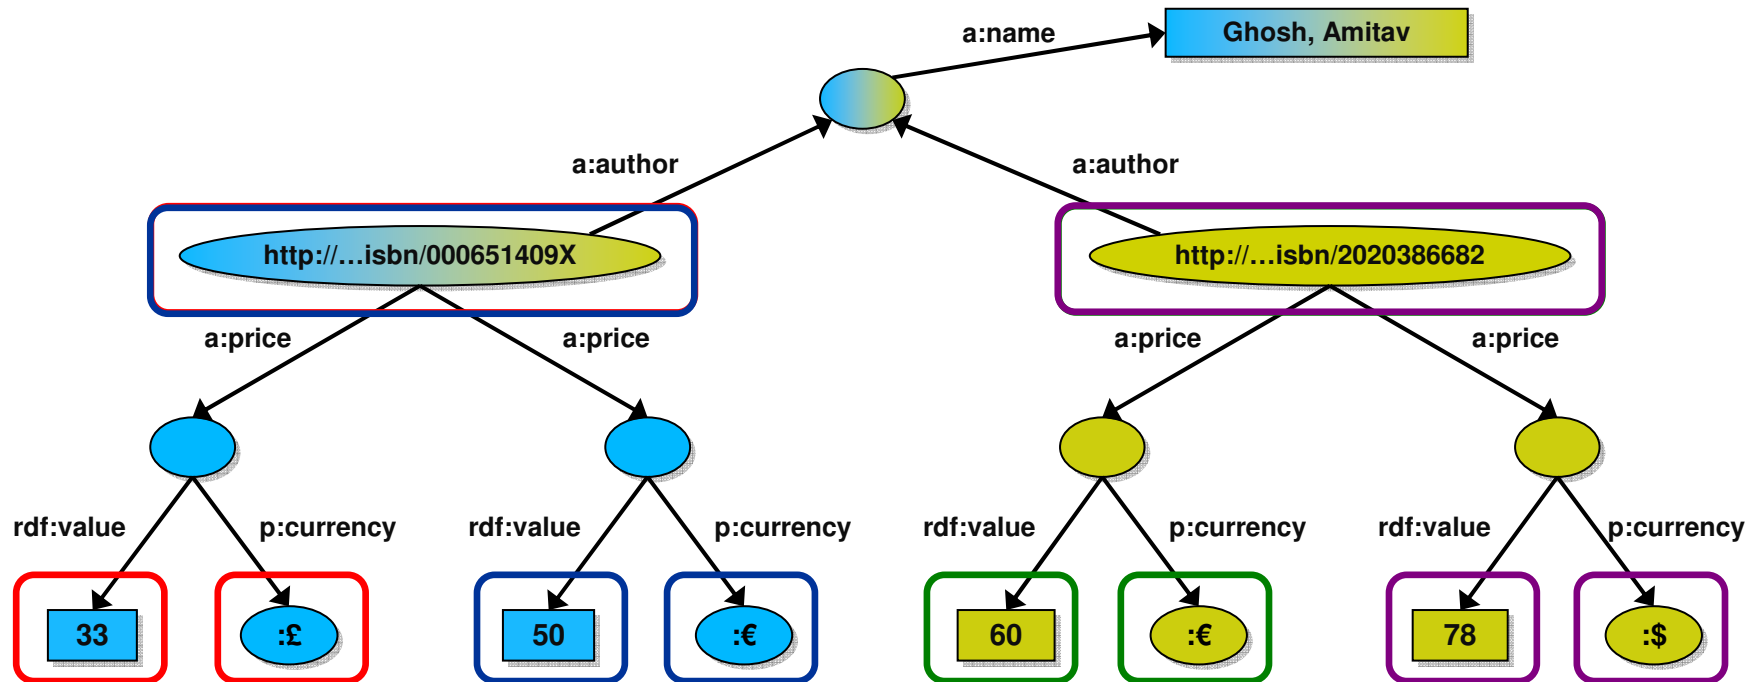 a:name
Ghosh, Amitav
a:author
a:author
http://…isbn/000651409X
http://…isbn/2020386682
a:price
a:price
a:price
a:price
rdf:value
p:currency
rdf:value
p:currency
rdf:value
p:currency
rdf:value
p:currency
33
:£
50
:€
60
:€
78
:$